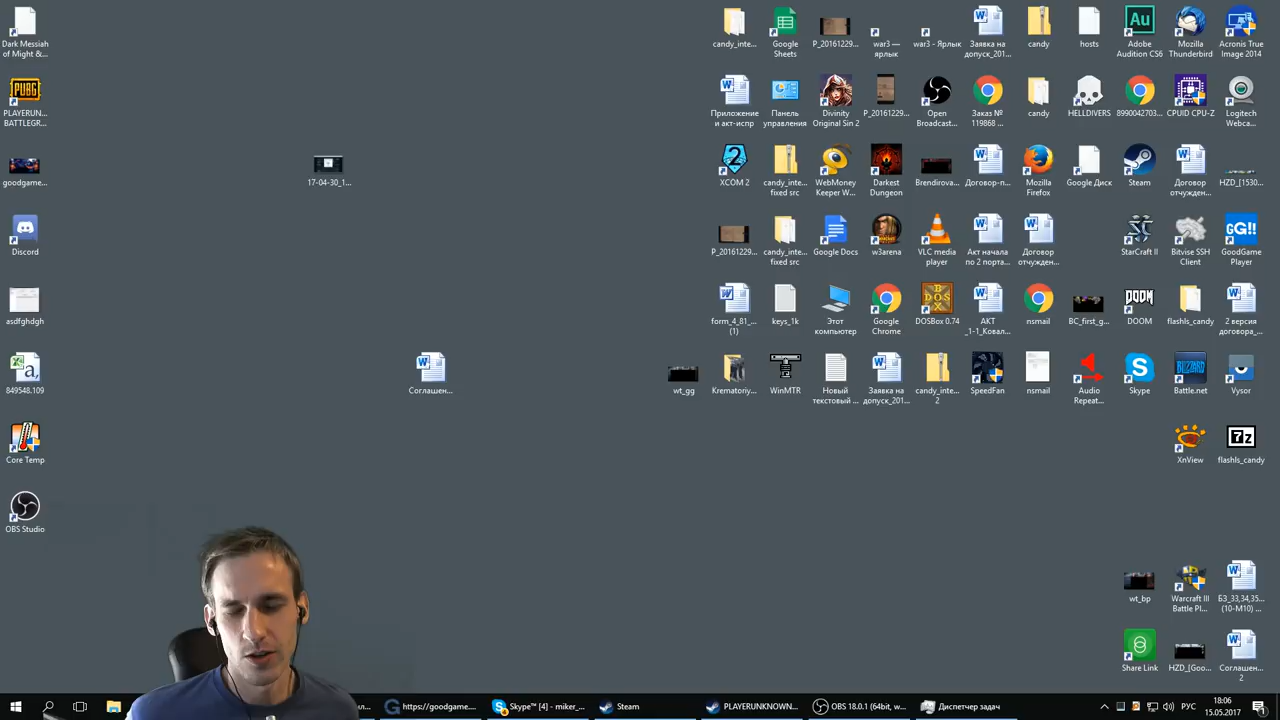 Dark Messiah
of Might &...
candy_inte...
Google
Sheets
P_20161229...
war3 —
ярлык
war3 - Ярлык
Заявка на
допуск_201...
candy
hosts
Adobe
Audition CS6
Mozilla
Thunderbird
Acronis True
Image 2014
PUBG
PLAYERUN...
BATTLEGR...
Приложение
и акт-испр
Панель
управления
Divinity
Original Sin 2
P_20161229...
Open
Broadcast...
Заказ №
119868 ...
candy
HELLDIVERS
8990042703...
CPUID CPU-Z
Logitech
Webca...
goodgame...
17-04-30_1...
XCOM 2
candy_inte...
fixed src
WebMoney
Keeper W...
Darkest
Dungeon
Brendirova...
Договор-п...
Mozilla
Firefox
Google Диск
Steam
Договор
отчужден...
HZD_[1530...
Discord
P_20161229...
candy_inte...
fixed src
Google Docs
w3arena
VLC media
player
Акт начала
по 2 порта...
Договор
отчужден...
StarCraft II
Bitvise SSH
Client
GoodGame
Player
asdfghdgh
form_4_81_...
(1)
keys_1k
Этот
компьютер
Google
Chrome
DOSBox 0.74
АКТ
_1-1_Ковал...
nsmail
BC_first_g...
DOOM
flashls_candy
2 версия
договора_...
849548.109
Соглашен...
wt_gg
Krematoriy...
WinMTR
Новый
текстовый ...
Заявка на
допуск_201...
candy_inte...
2
SpeedFan
nsmail
Audio
Repeat...
Skype
Battle.net
Vysor
Core Temp
XnView
flashls_candy
OBS Studio
wt_bp
Warcraft III
Battle Pl...
БЗ_33,34,35...
(10-М10) ...
Share Link
HZD_[Goo...
Соглашен...
2
https://goodgame....
Skype™ [4] - miker_...
Steam
PLAYERUNKNOWN...
OBS 18.0.1 (64bit, w...
Диспетчер задач
РУС
18:06
15.05.2017